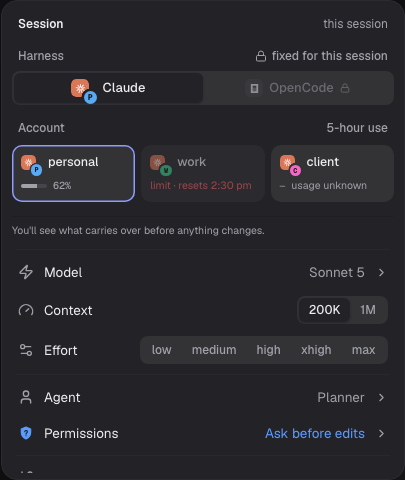 Session this session
Harness fixed for this session
P Claude OpenCode
Account 5-hour use
personal work client
P W C
62% limit · resets 2:30 pm – usage unknown
You'll see what carries over before anything changes.
Model Sonnet 5
Context 200K 1M
Effort low medium high xhigh max
Agent Planner
Permissions Ask before edits